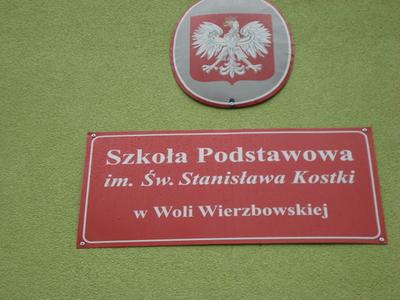 Szkoła Podstawowa
im. Św. Stanisława Kostki
w Woli Wierzbowskiej